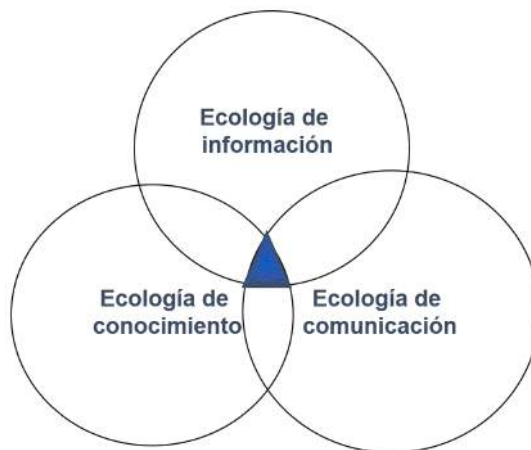 Ecología de
información
Ecología de
conocimiento
Ecología de
comunicación